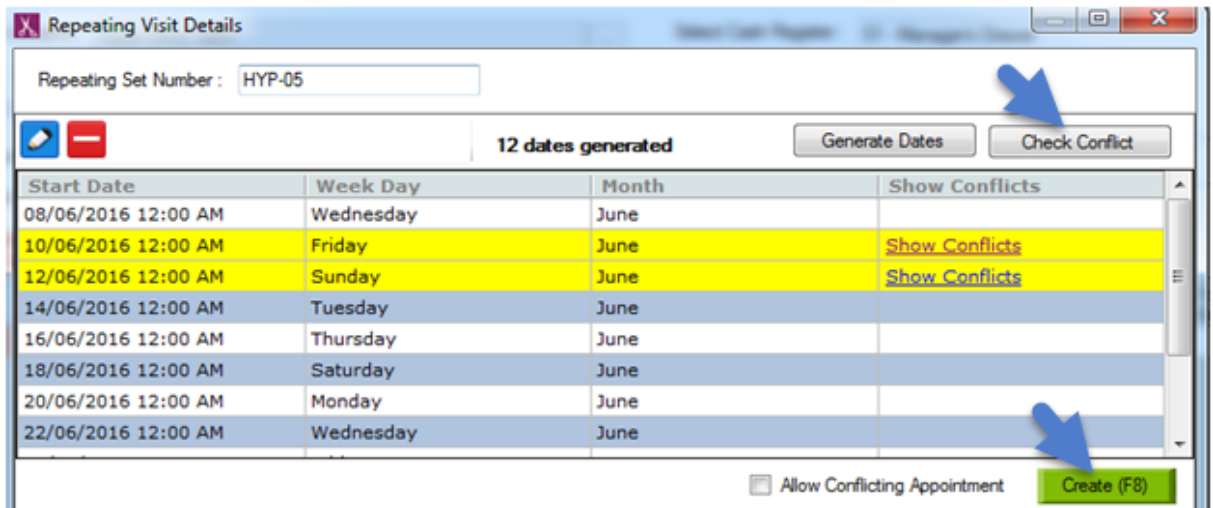 Repeating Visit Details
Repeating Set Number : HYP-05
12 dates generated Generate Dates Check Conflict
Start Date Week Day Month Show Conflicts
08/06/2016 12:00 AM Wednesday June
10/06/2016 12:00 AM Friday June Show Conflicts
12/06/2016 12:00 AM Sunday June Show Conflicts
14/06/2016 12:00 AM Tuesday June
16/06/2016 12:00 AM Thursday June
18/06/2016 12:00 AM Saturday June
20/06/2016 12:00 AM Monday June
22/06/2016 12:00 AM Wednesday June
Allow Conflicting Appointment Create (F8)